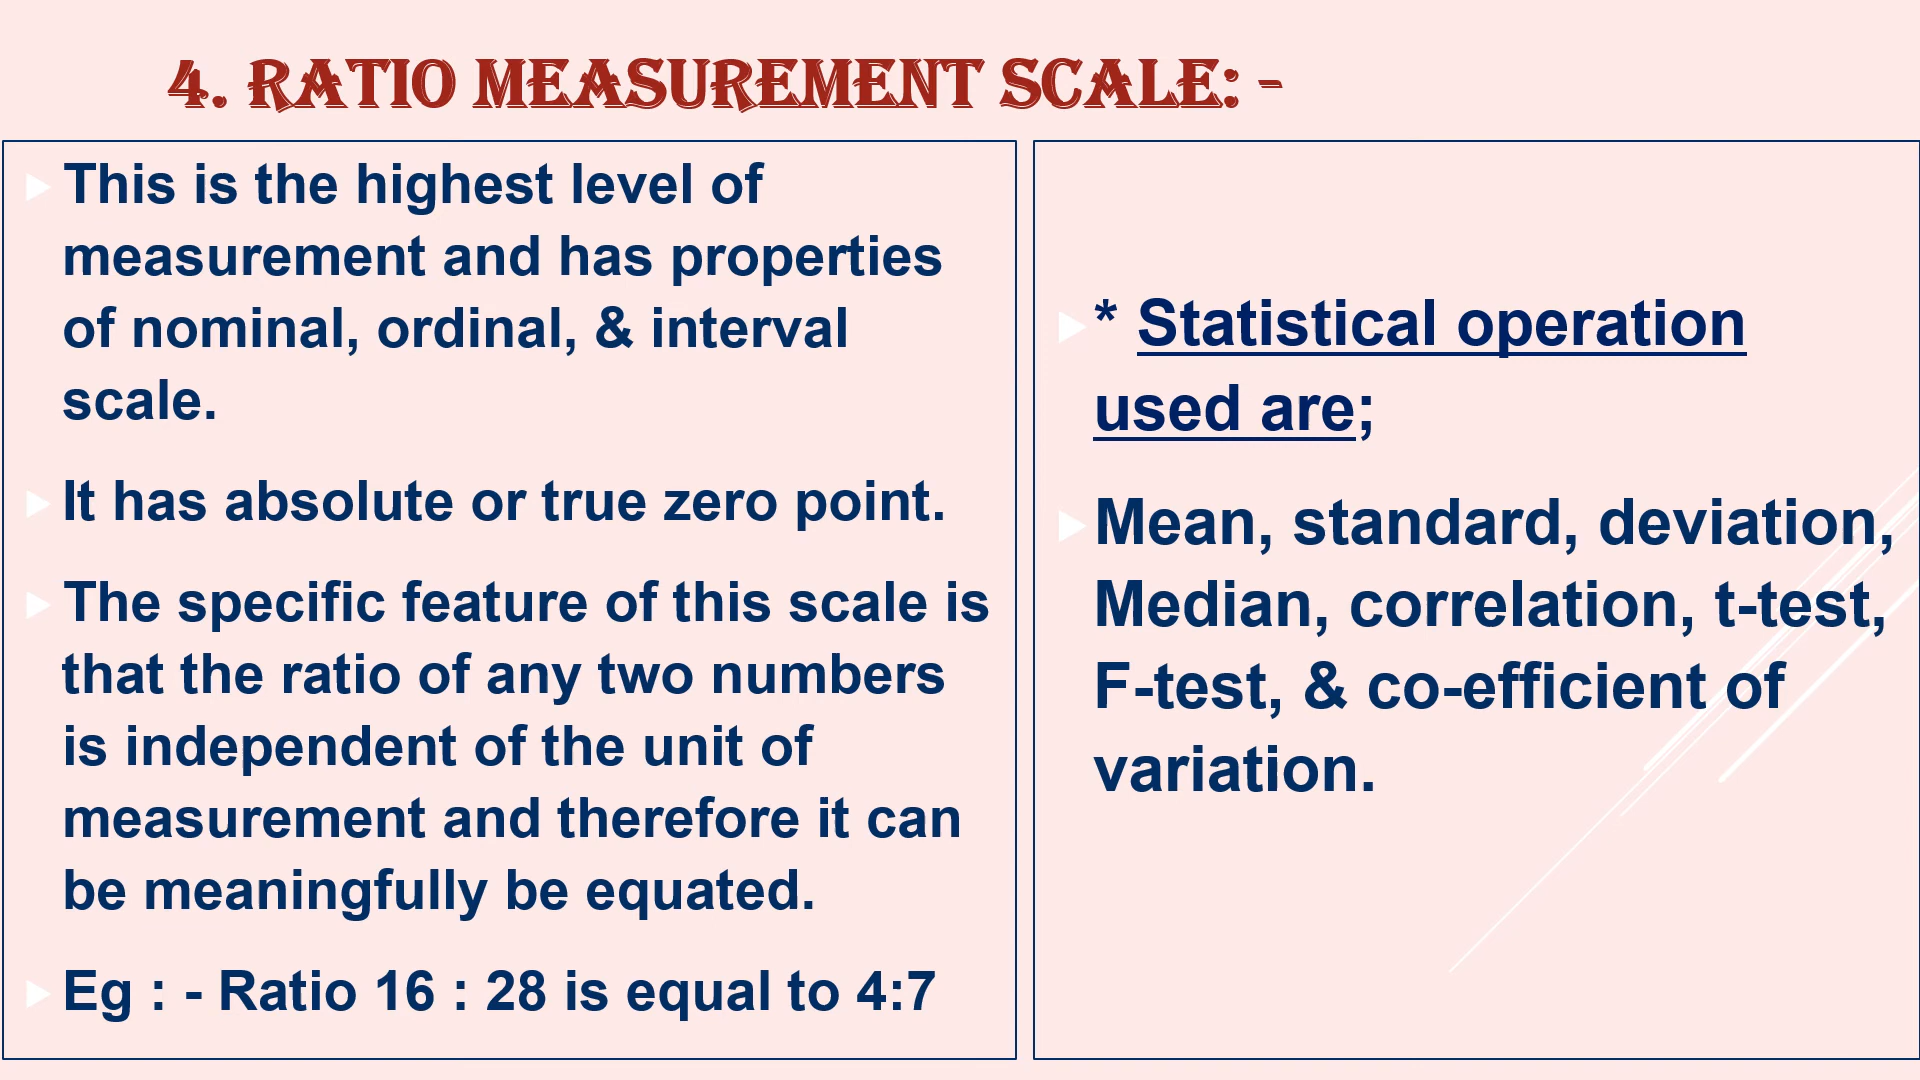 4. RATIO MEASUREMENT SCALE: -
This is the highest level of
measurement and has properties
of nominal, ordinal, & interval
scale.
It has absolute or true zero point.
The specific feature of this scale is
that the ratio of any two numbers
is independent of the unit of
measurement and therefore it can
be meaningfully be equated.
Eg : - Ratio 16 : 28 is equal to 4:7
* Statistical operation
used are;
Mean, standard, deviation,
Median, correlation, t-test,
F-test, & co-efficient of
variation.